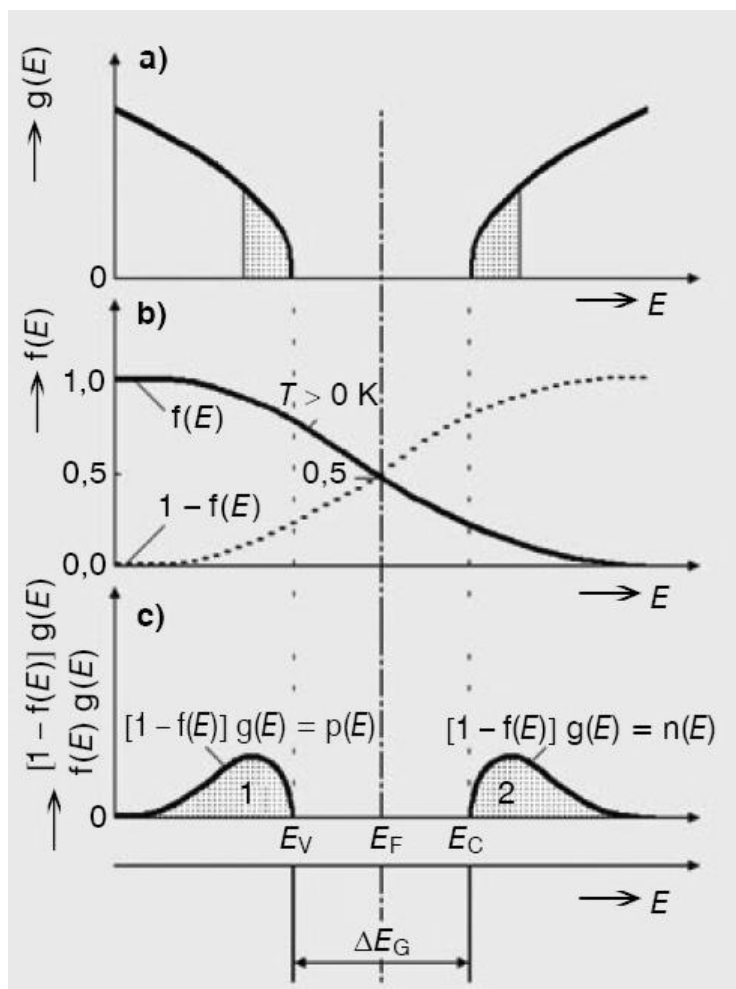 a)
g(E)
0
E
b)
f(E)
1,0
T > 0 K
f(E)
0,5
0,5
1 – f(E)
0,0
E
c)
[1 – f(E)] g(E)
f(E) g(E)
[1 – f(E)] g(E) = p(E)
[1 – f(E)] g(E) = n(E)
1
2
0
E_V
E_F
E_C
E
ΔE_G